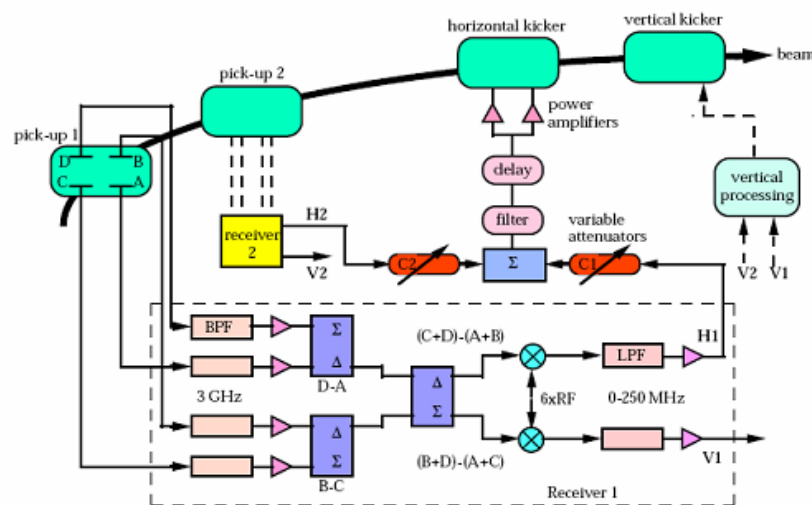 horizontal kicker
vertical kicker
beam
pick-up 2
power
amplifiers
pick-up 1
D B
C A
delay
vertical
processing
filter
H2
receiver
2
variable
attenuators
V2
C2
Σ
C1
V2 V1
BPF
Σ
(C+D)-(A+B)
LPF
H1
Δ
D-A
Δ
3 GHz
6xRF
0-250 MHz
Σ
Δ
Σ
(B+D)-(A+C)
V1
B-C
Receiver 1